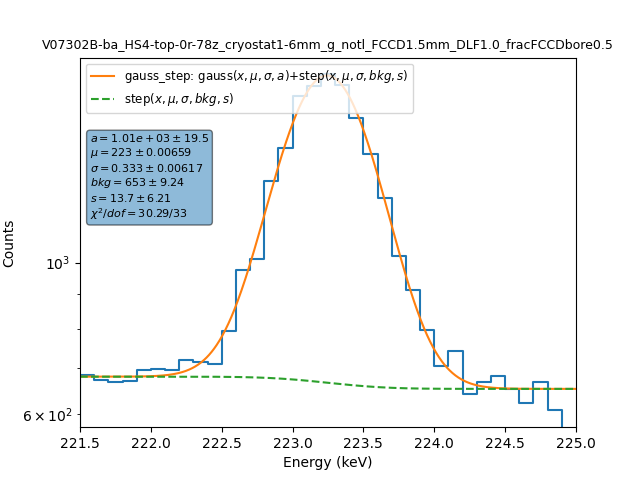 V07302B-ba_HS4-top-0r-78z_cryostat1-6mm_g_notl_FCCD1.5mm_DLF1.0_fracFCCDbore0.5
gauss_step: gauss(x, μ, σ, a)+step(x, μ, σ, bkg, s)
step(x, μ, σ, bkg, s)
a = 1.01e + 03 ± 19.5
μ = 223 ± 0.00659
σ = 0.333 ± 0.00617
bkg = 653 ± 9.24
s = 13.7 ± 6.21
χ²/dof = 30.29/33
Counts
10³
6 × 10²
221.5 222.0 222.5 223.0 223.5 224.0 224.5 225.0
Energy (keV)